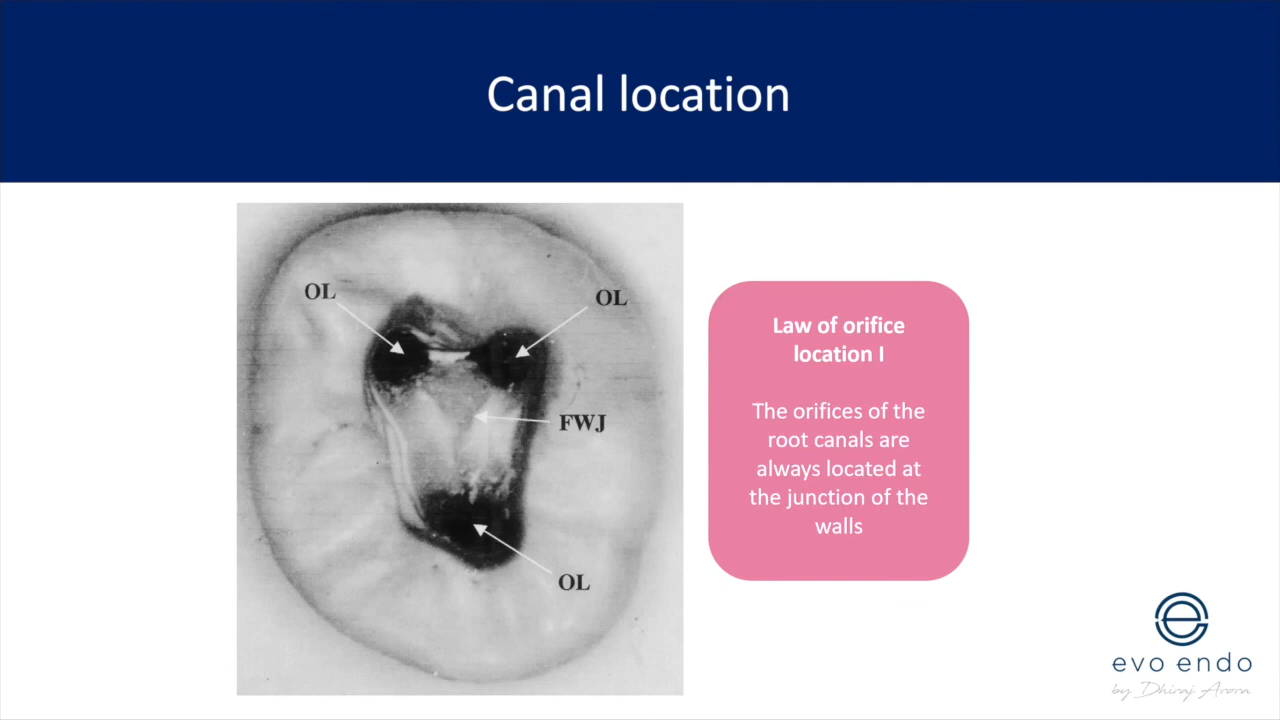 Canal location
OL
OL
FWJ
OL
Law of orifice
location I
The orifices of the
root canals are
always located at
the junction of the
walls
evo endo
by Dhiraj Arora